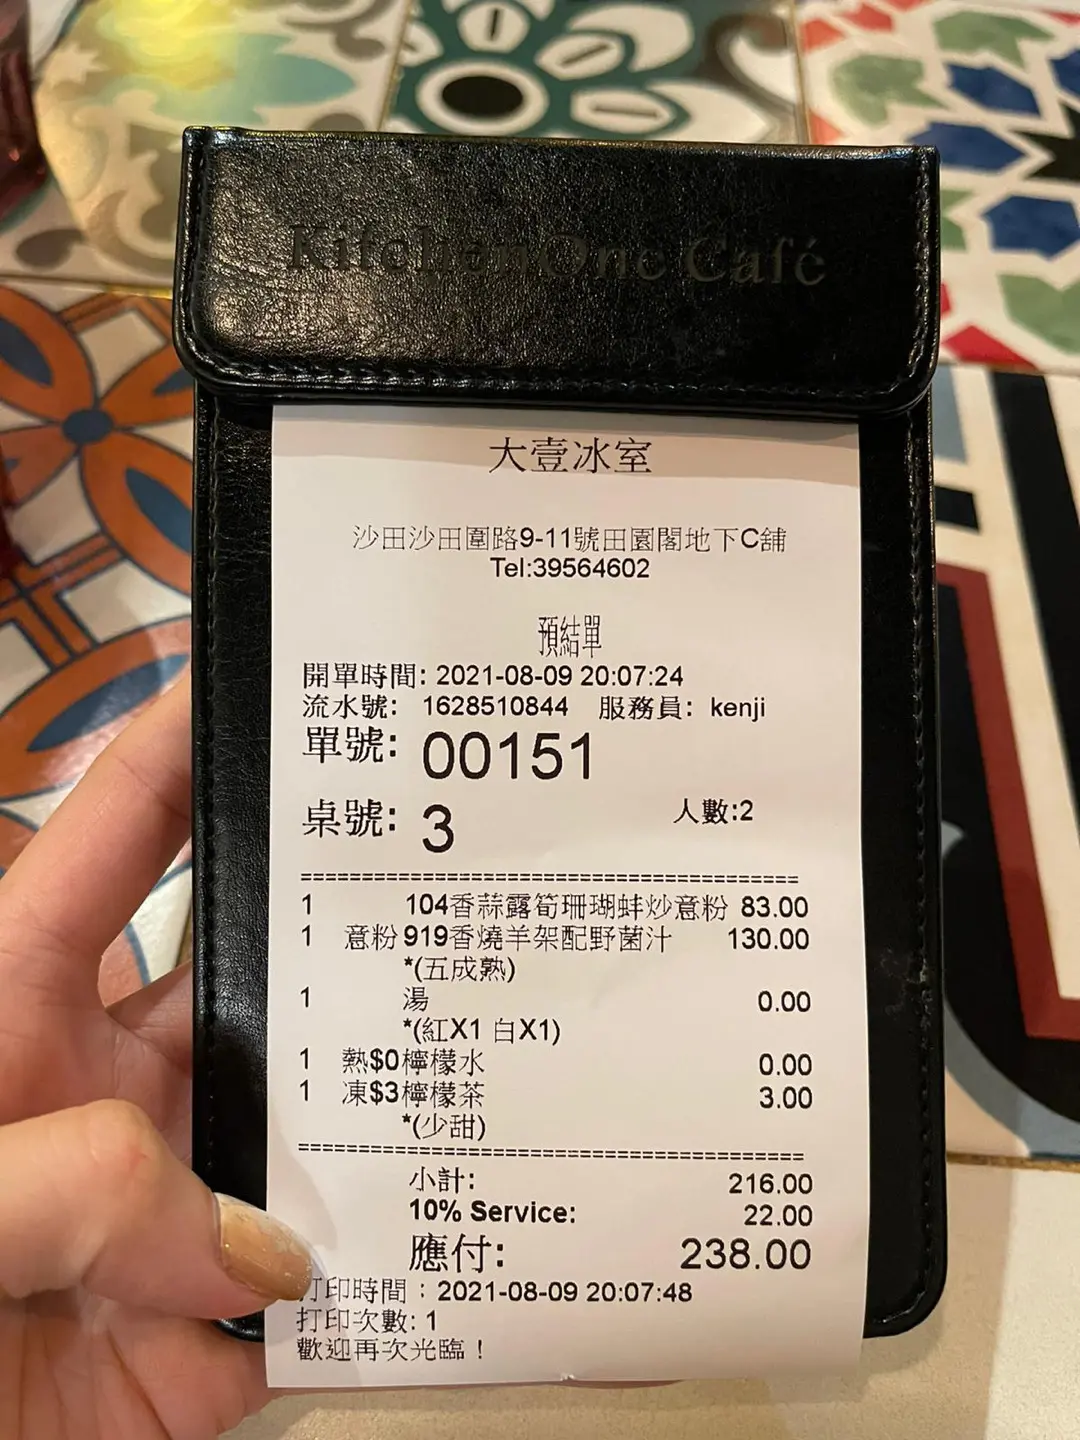 KitchenOne Café
大壹冰室
沙田沙田圍路9-11號田園閣地下C舖
Tel:39564602
預結單
開單時間: 2021-08-09 20:07:24
流水號: 1628510844 服務員: kenji
單號: 00151
桌號: 3 人數:2
1 104香蒜露筍珊瑚蚌炒意粉 83.00
1 意粉919香燒羊架配野菌汁 130.00
*(五成熟)
1 湯 0.00
*(紅X1 白X1)
1 熱$0檸檬水 0.00
1 凍$3檸檬茶 3.00
*(少甜)
小計: 216.00
10% Service: 22.00
應付: 238.00
打印時間：2021-08-09 20:07:48
打印次數: 1
歡迎再次光臨！